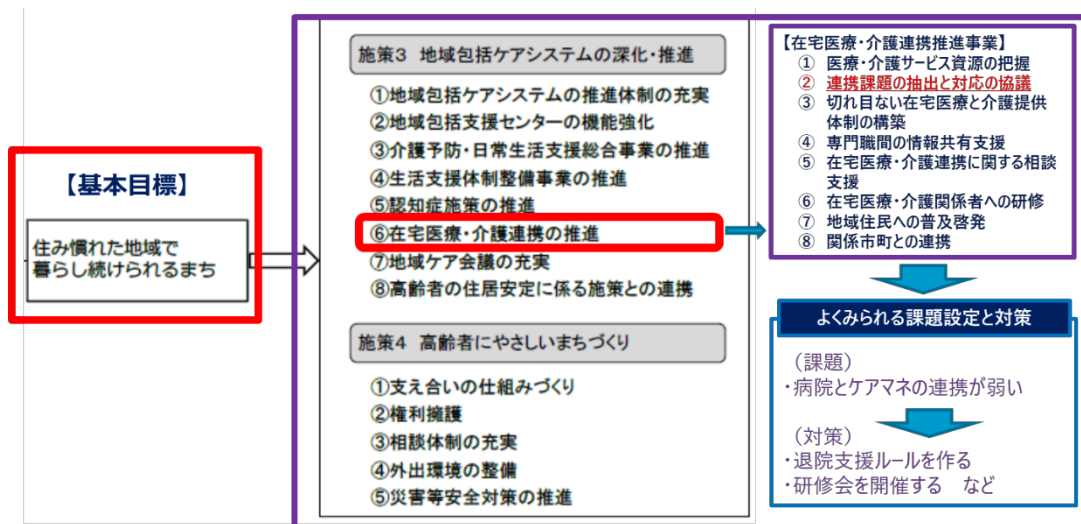 【基本目標】
住み慣れた地域で
暮らし続けられるまち
施策3 地域包括ケアシステムの深化・推進
①地域包括ケアシステムの推進体制の充実
②地域包括支援センターの機能強化
③介護予防・日常生活支援総合事業の推進
④生活支援体制整備事業の推進
⑤認知症施策の推進
⑥在宅医療・介護連携の推進
⑦地域ケア会議の充実
⑧高齢者の住居安定に係る施策との連携
施策4 高齢者にやさしいまちづくり
①支え合いの仕組みづくり
②権利擁護
③相談体制の充実
④外出環境の整備
⑤災害等安全対策の推進
【在宅医療・介護連携推進事業】
① 医療・介護サービス資源の把握
② 連携課題の抽出と対応の協議
③ 切れ目ない在宅医療と介護提供
体制の構築
④ 専門職間の情報共有支援
⑤ 在宅医療・介護連携に関する相談
支援
⑥ 在宅医療・介護関係者への研修
⑦ 地域住民への普及啓発
⑧ 関係市町との連携
よくみられる課題設定と対策
（課題）
・病院とケアマネの連携が弱い
（対策）
・退院支援ルールを作る
・研修会を開催する など